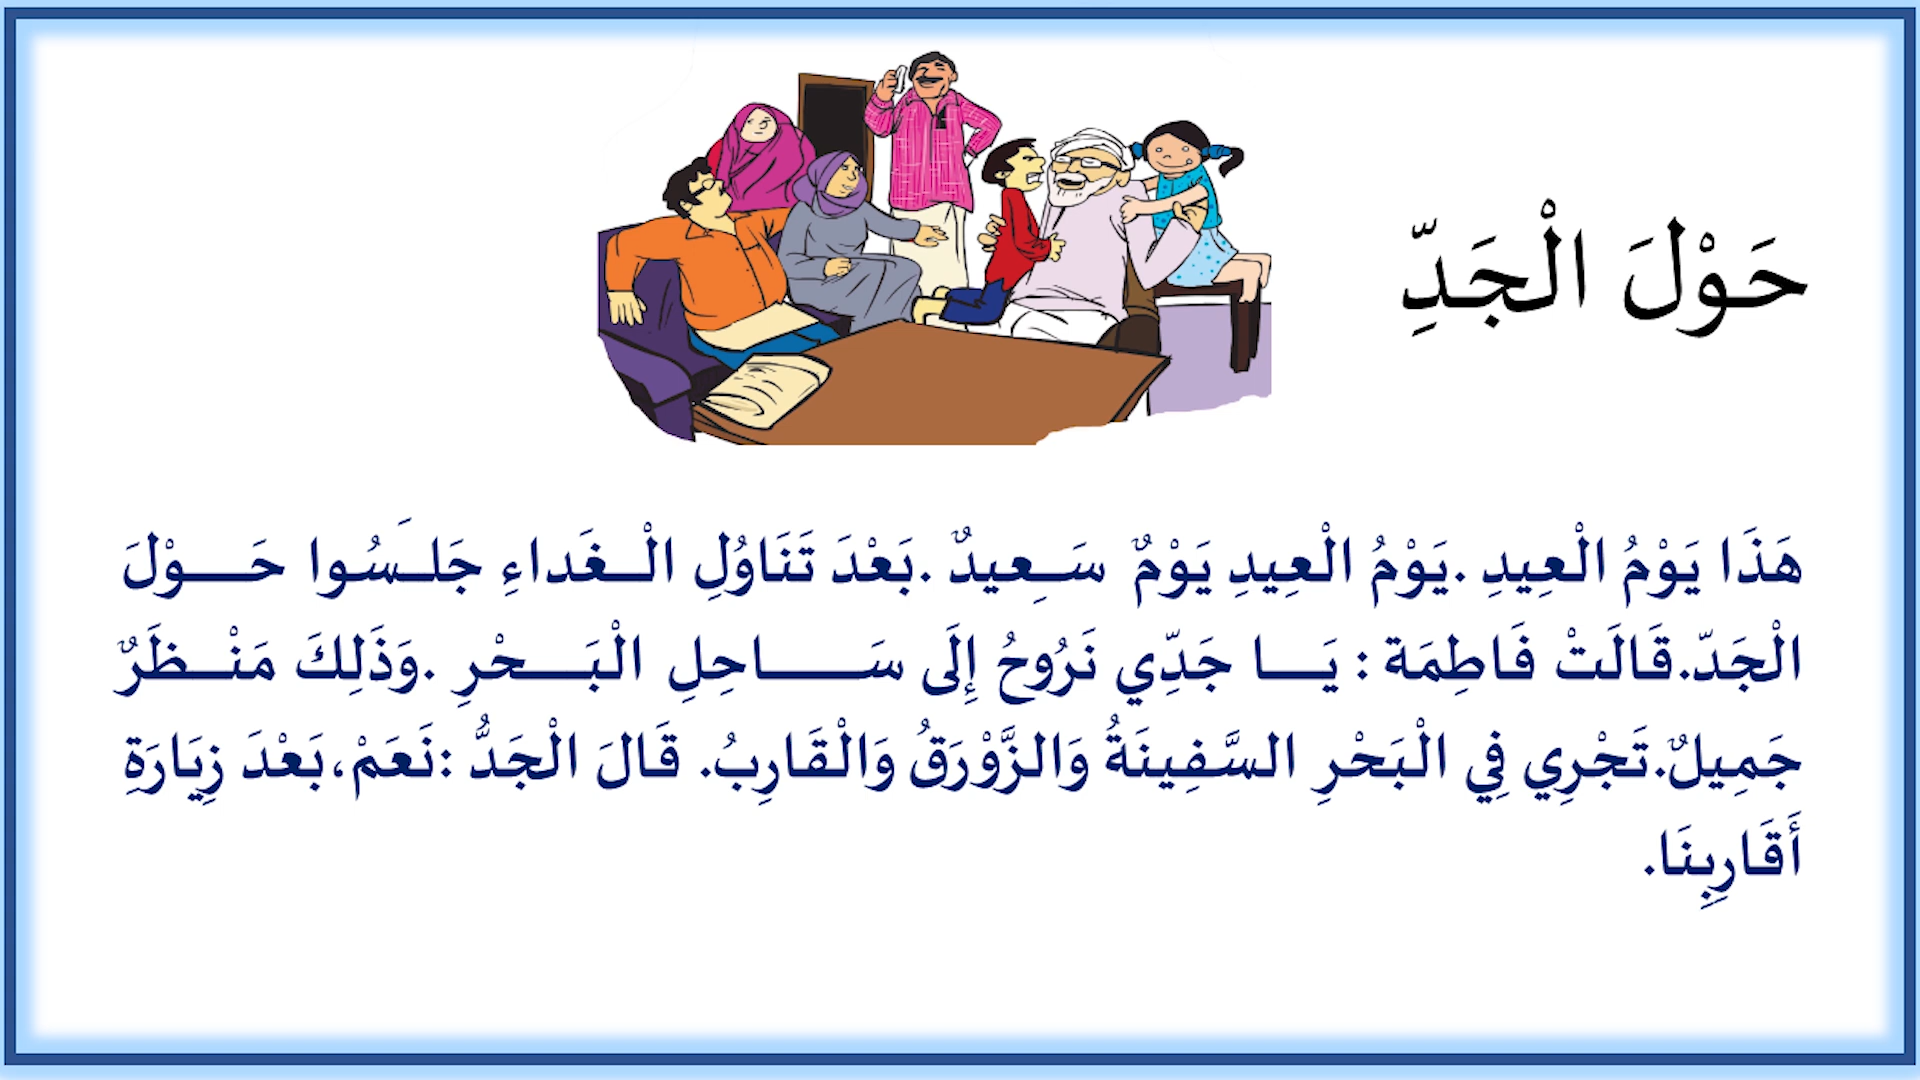 حَوْلَ الْجَدِّ
هَذَا يَوْمُ الْعِيدِ .يَوْمُ الْعِيدِ يَوْمٌ سَعِيدٌ .بَعْدَ تَنَاوُلِ الْغَداءِ جَلَسُوا حَوْلَ
الْجَدّ.قَالَتْ فَاطِمَة : يَا جَدِّي نَرُوحُ إِلَى سَاحِلِ الْبَحْرِ .وَذَلِكَ مَنْظَرٌ
جَمِيلٌ.تَجْرِي فِي الْبَحْرِ السَّفِينَةُ وَالزَّوْرَقُ وَالْقَارِبُ. قَالَ الْجَدُّ :نَعَمْ،بَعْدَ زِيَارَةِ
أَقَارِبِنَا.